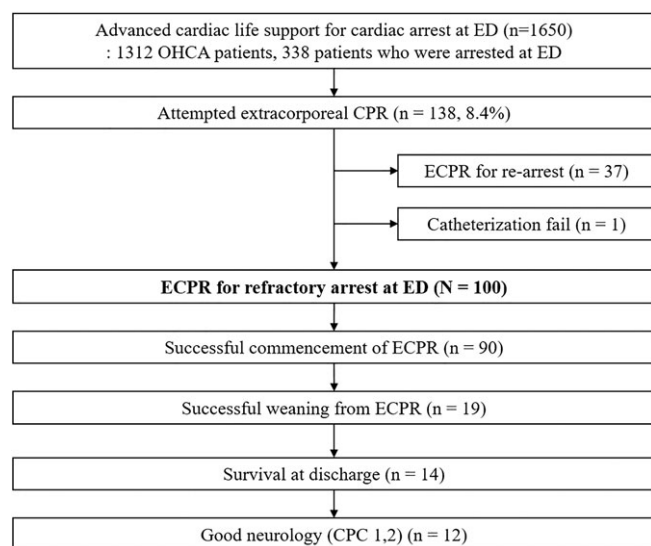 Advanced cardiac life support for cardiac arrest at ED (n=1650)
: 1312 OHCA patients, 338 patients who were arrested at ED
Attempted extracorporeal CPR (n = 138, 8.4%)
ECPR for re-arrest (n = 37)
Catheterization fail (n = 1)
ECPR for refractory arrest at ED (N = 100)
Successful commencement of ECPR (n = 90)
Successful weaning from ECPR (n = 19)
Survival at discharge (n = 14)
Good neurology (CPC 1,2) (n = 12)